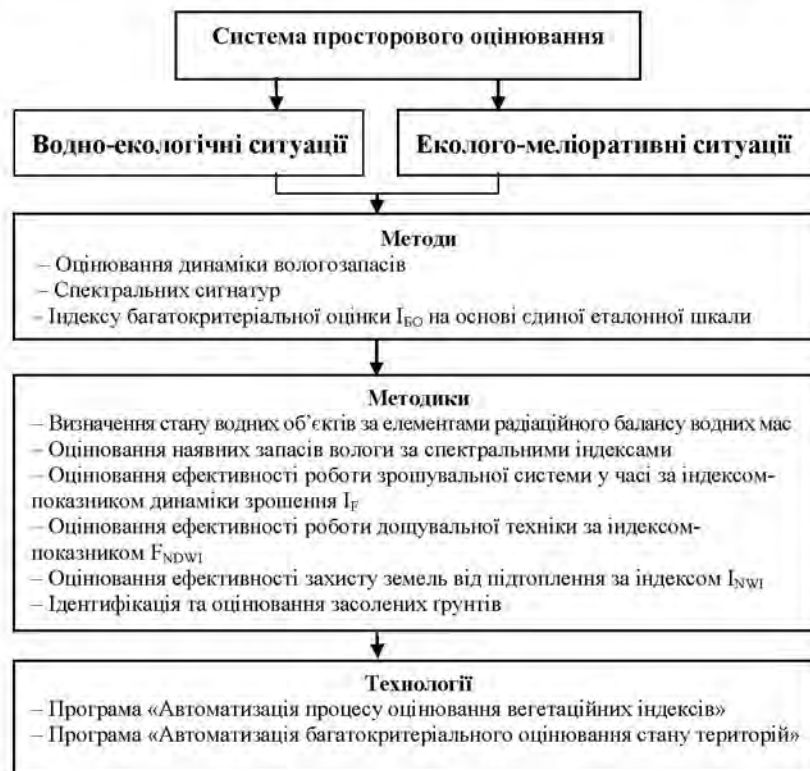 Система просторового оцінювання
Водно-екологічні ситуації
Еколого-меліоративні ситуації
Методи
– Оцінювання динаміки вологозапасів
– Спектральних сигнатур
– Індексу багатокритеріальної оцінки I_БО на основі єдиної еталонної шкали
Методики
– Визначення стану водних об’єктів за елементами радіаційного балансу водних мас
– Оцінювання наявних запасів вологи за спектральними індексами
– Оцінювання ефективності роботи зрошувальної системи у часі за індексом-
показником динаміки зрошення I_F
– Оцінювання ефективності роботи дощувальної техніки за індексом-
показником F_NDWI
– Оцінювання ефективності захисту земель від підтоплення за індексом I_NWI
– Ідентифікація та оцінювання засолених ґрунтів
Технології
– Програма «Автоматизація процесу оцінювання вегетаційних індексів»
– Програма «Автоматизація багатокритеріального оцінювання стану територій»